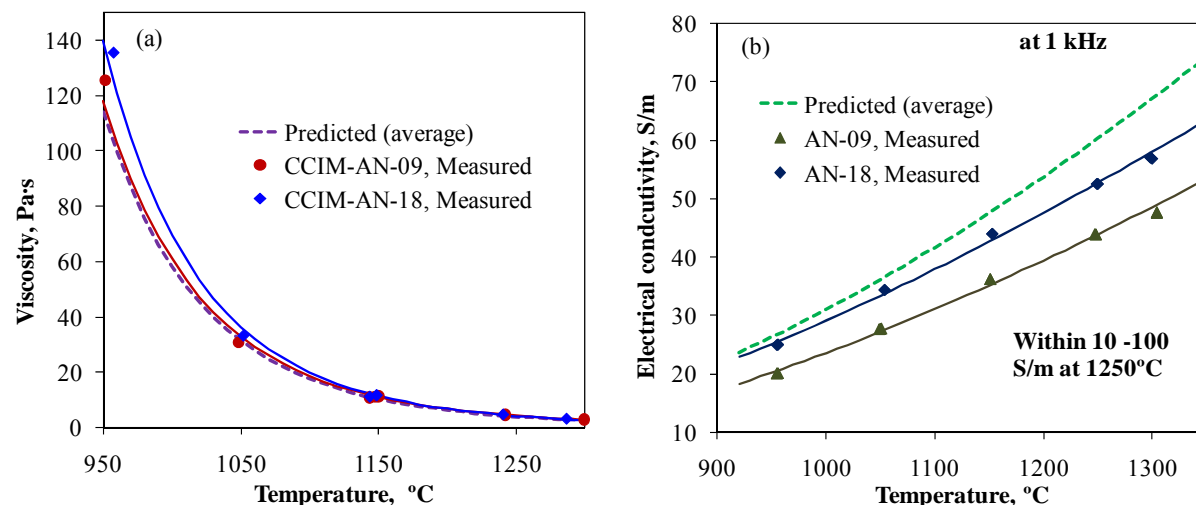 (a)
140
120
100
80
60
40
20
0
950
1050
1150
1250
Viscosity, Pa·s
Temperature, ºC
Predicted (average)
CCIM-AN-09, Measured
CCIM-AN-18, Measured
(b)
at 1 kHz
80
70
60
50
40
30
20
10
900
1000
1100
1200
1300
Electrical condcutivity, S/m
Temperature, ºC
Predicted (average)
AN-09, Measured
AN-18, Measured
Within 10 -100
S/m at 1250ºC